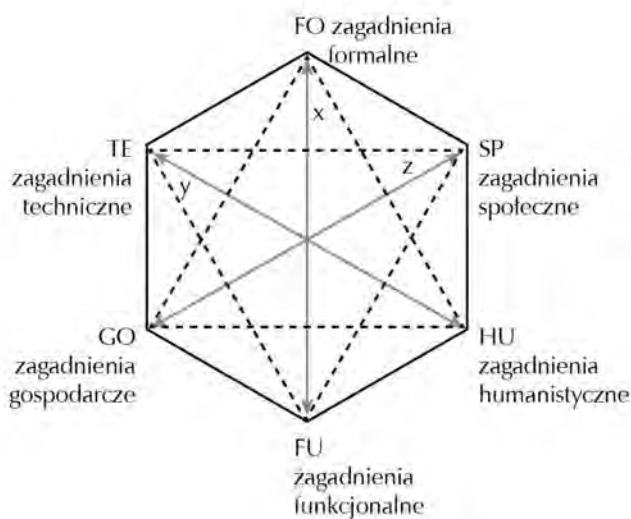 FO zagadnienia
formalne
x
TE
zagadnienia
techniczne
y
z
SP
zagadnienia
społeczne
GO
zagadnienia
gospodarcze
HU
zagadnienia
humanistyczne
FU
zagadnienia
funkcjonalne